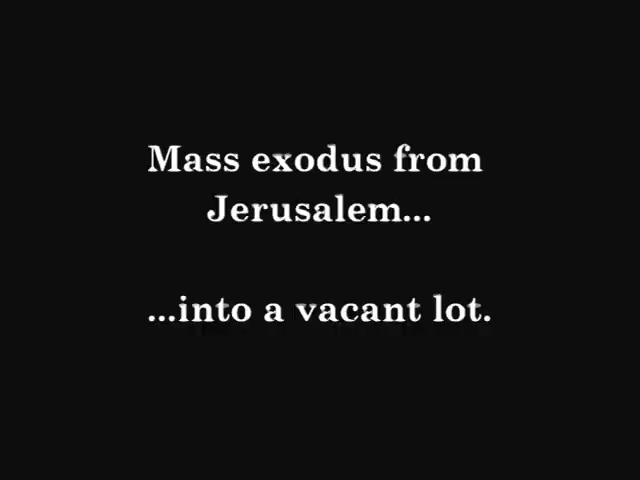 Mass exodus from
Jerusalem...
...into a vacant lot.